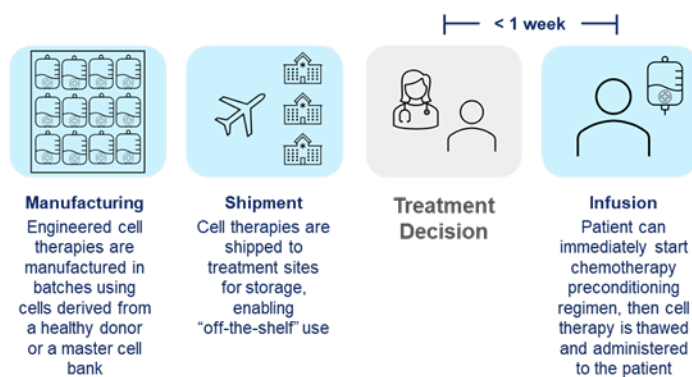 < 1 week
Manufacturing
Engineered cell
therapies are
manufactured in
batches using
cells derived from
a healthy donor
or a master cell
bank
Shipment
Cell therapies are
shipped to
treatment sites
for storage,
enabling
“off-the-shelf” use
Treatment
Decision
Infusion
Patient can
immediately start
chemotherapy
preconditioning
regimen, then cell
therapy is thawed
and administered
to the patient